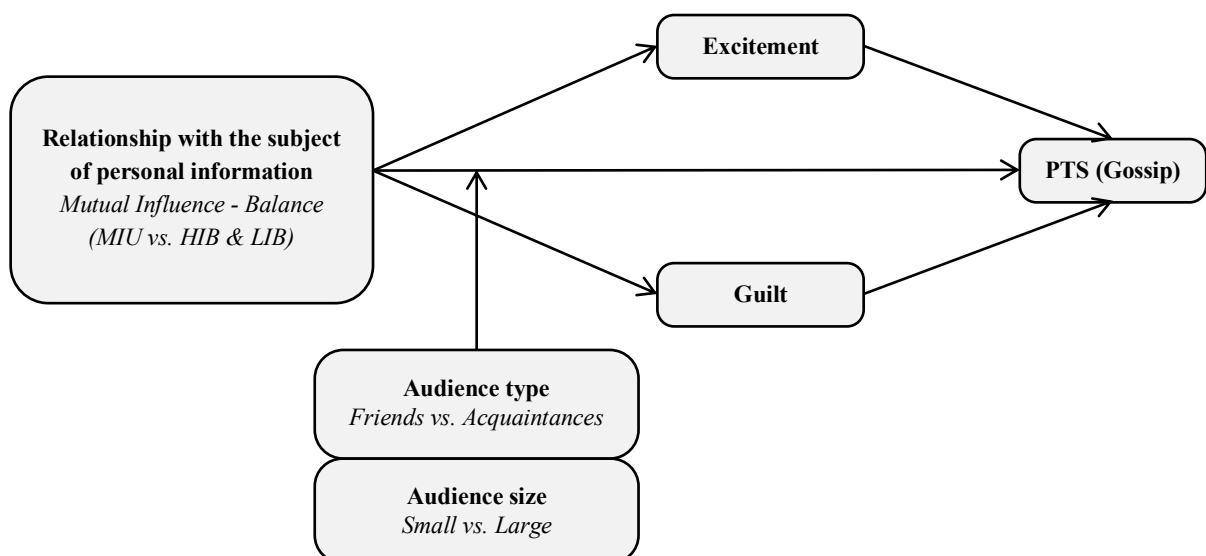 Excitement
Relationship with the subject
of personal information
Mutual Influence - Balance
(MIU vs. HIB & LIB)
PTS (Gossip)
Guilt
Audience type
Friends vs. Acquaintances
Audience size
Small vs. Large